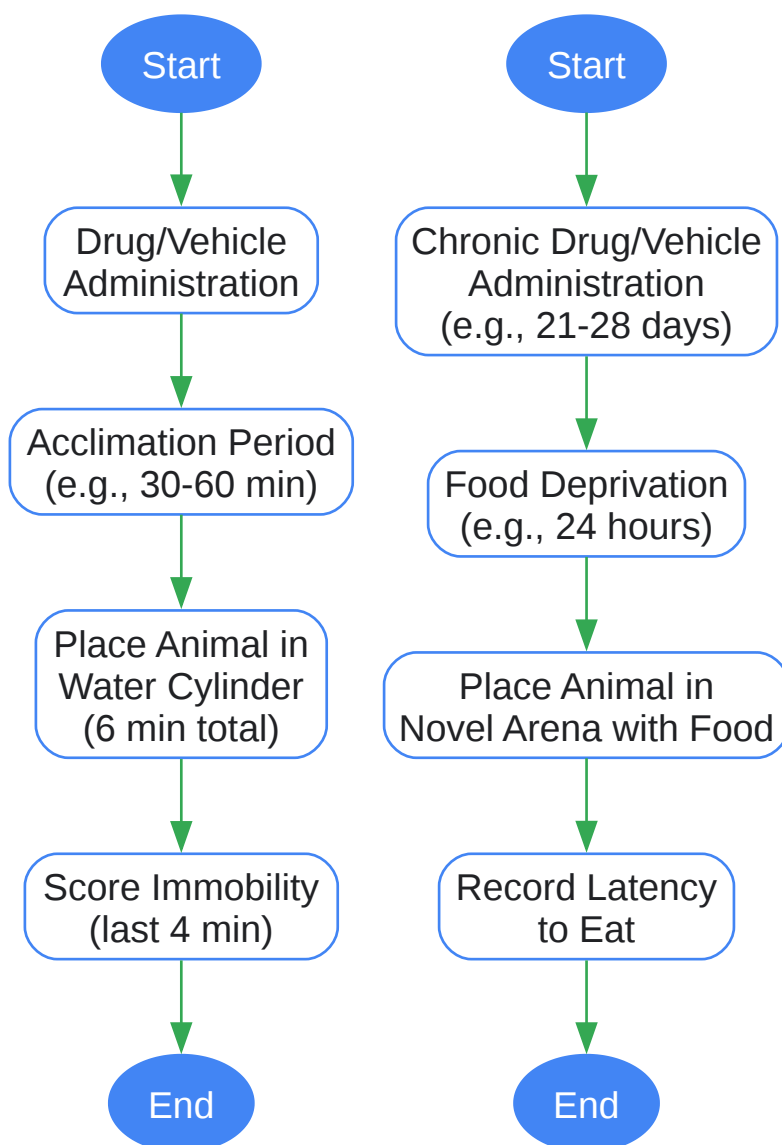 Start
Drug/Vehicle
Administration
Acclimation Period
(e.g., 30-60 min)
Place Animal in
Water Cylinder
(6 min total)
Score Immobility
(last 4 min)
End
Start
Chronic Drug/Vehicle
Administration
(e.g., 21-28 days)
Food Deprivation
(e.g., 24 hours)
Place Animal in
Novel Arena with Food
Record Latency
to Eat
End